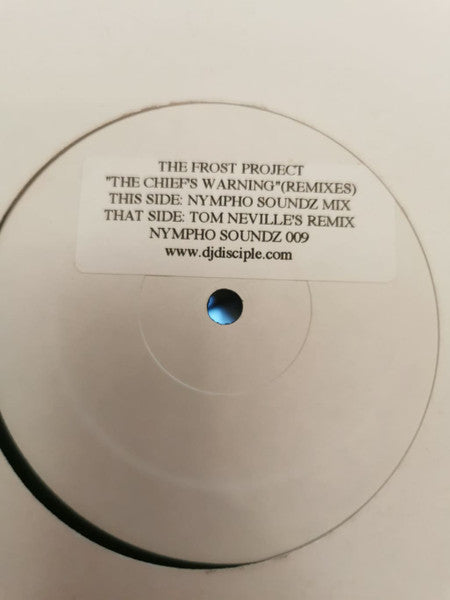 THE FROST PROJECT
"THE CHIEF'S WARNING"(REMIXES)
THIS SIDE: NYMPHO SOUNDZ MIX
THAT SIDE: TOM NEVILLE'S REMIX
NYMPHO SOUNDZ 009
www.djdisciple.com